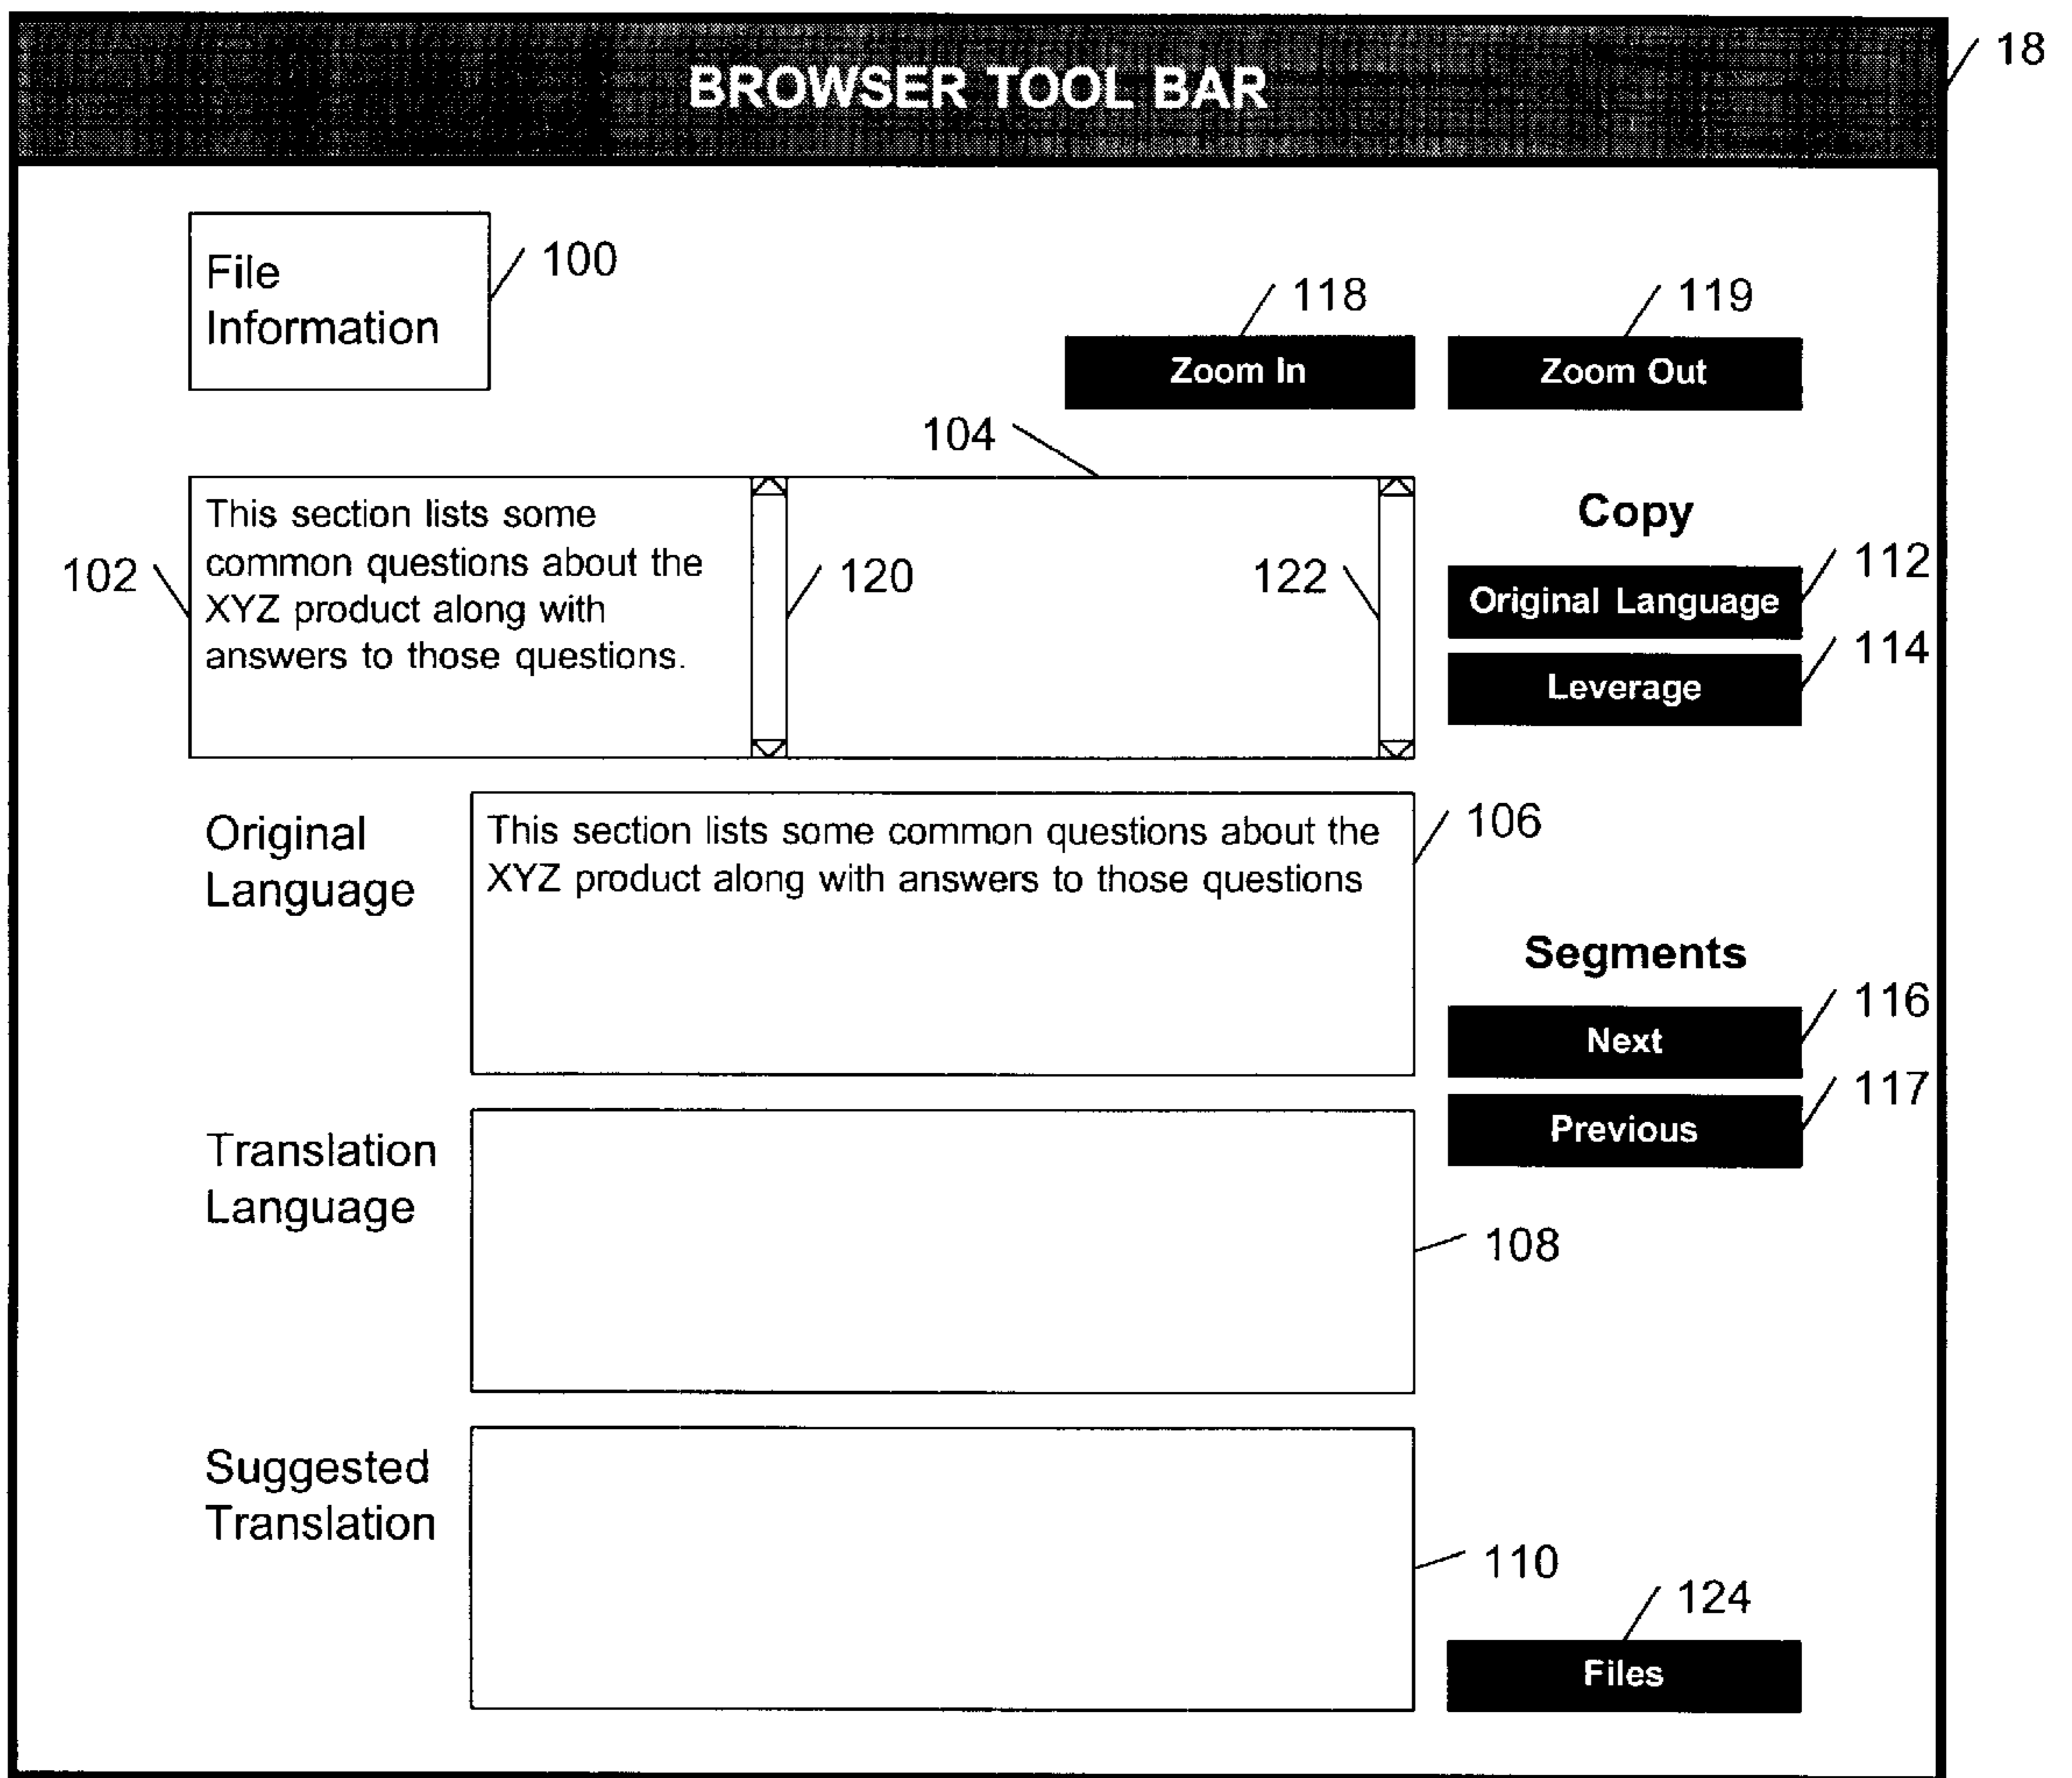 BROWSER TOOL BAR
18
File
Information
100
118
119
Zoom In
Zoom Out
104
This section lists some
common questions about the
XYZ product along with
answers to those questions.
102
120
122
Copy
112
Original Language
114
Leverage
Original
Language
This section lists some common questions about the
XYZ product along with answers to those questions
106
Segments
116
Next
117
Previous
Translation
Language
108
Suggested
Translation
110
124
Files